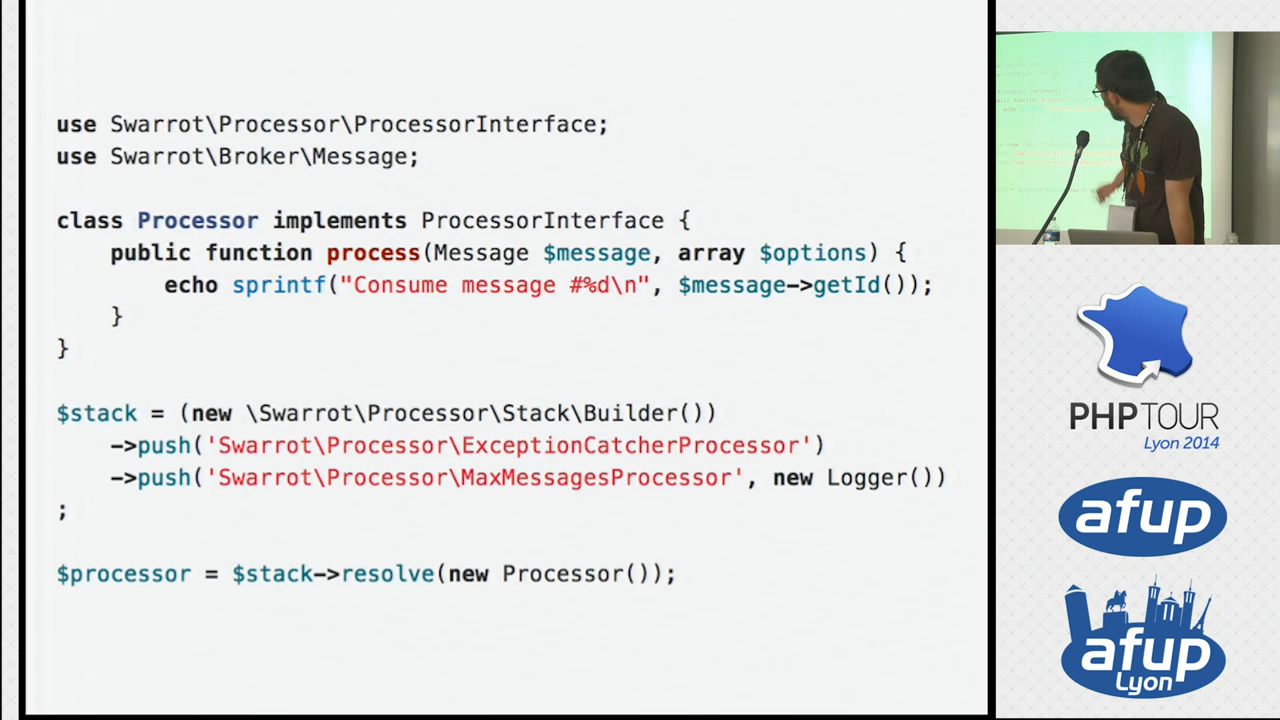 use Swarrot\Processor\ProcessorInterface;
use Swarrot\Broker\Message;
class Processor implements ProcessorInterface {
public function process(Message $message, array $options) {
echo sprintf("Consume message #%d\n", $message->getId());
}
}
$stack = (new \Swarrot\Processor\Stack\Builder())
->push('Swarrot\Processor\ExceptionCatcherProcessor')
->push('Swarrot\Processor\MaxMessagesProcessor', new Logger())
;
$processor = $stack->resolve(new Processor());
PHP TOUR
Lyon 2014
afup
afup
Lyon